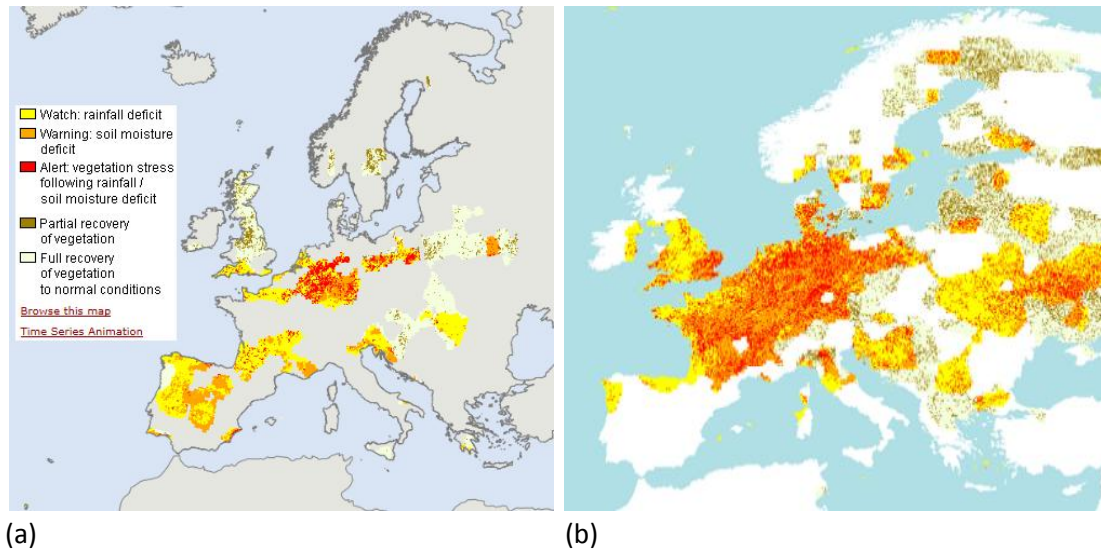 Watch: rainfall deficit
Warning: soil moisture
deficit
Alert: vegetation stress
following rainfall /
soil moisture deficit
Partial recovery
of vegetation
Full recovery
of vegetation
to normal conditions
Browse this map
Time Series Animation
(a)
(b)